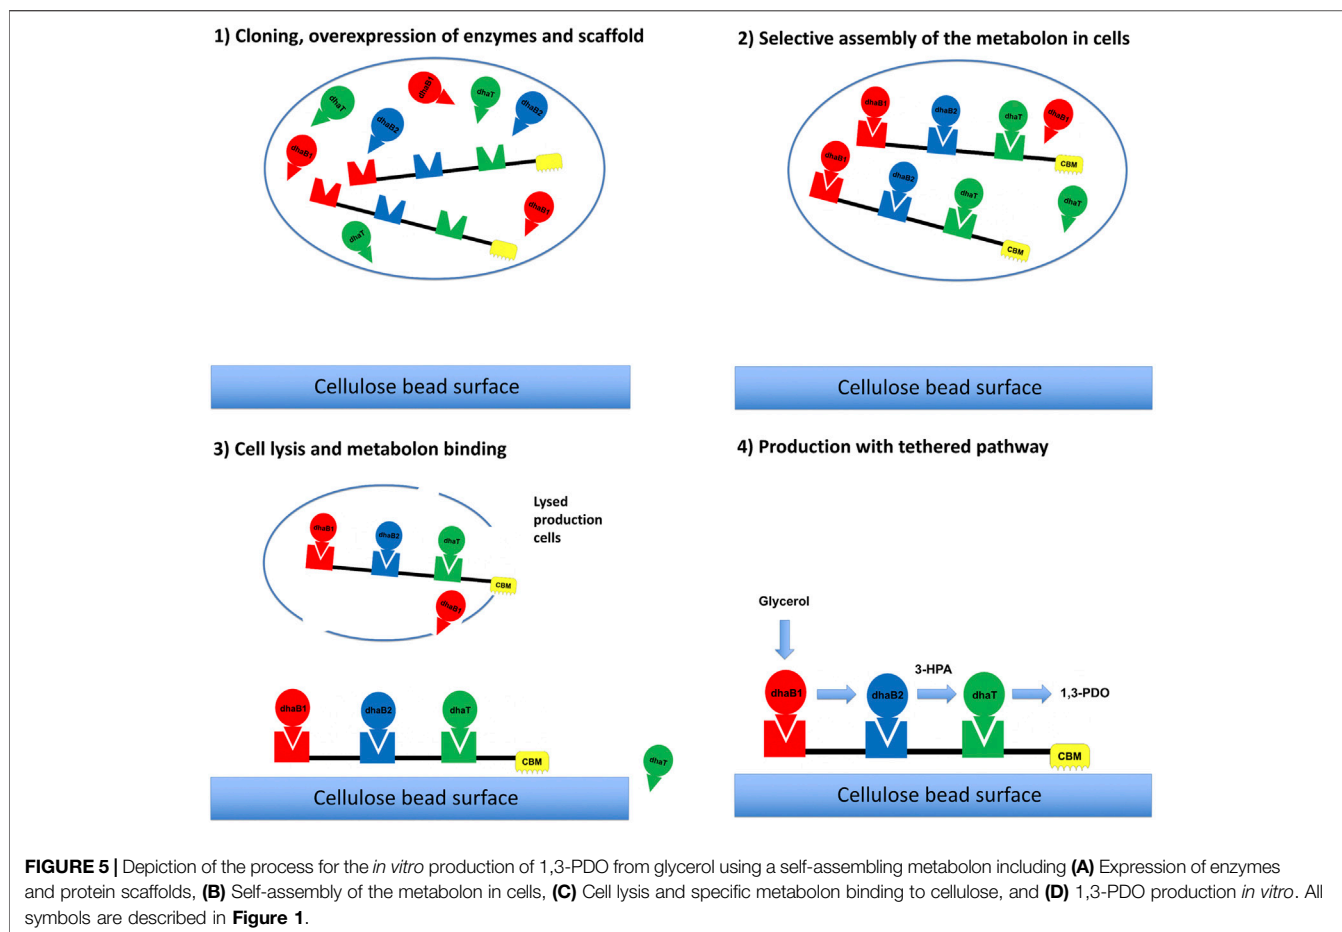 1) Cloning, overexpression of enzymes and scaffold
dhaB1
dhaT
dhaT
dhaB2
dhaB2
dhaB1
dhaB1
dhaT
Cellulose bead surface
2) Selective assembly of the metabolon in cells
dhaB1
dhaB2
dhaT
dhaB1
CBM
dhaB1
dhaB2
dhaT
dhaT
CBM
Cellulose bead surface
3) Cell lysis and metabolon binding
Lysed
production
cells
dhaB1
dhaB2
dhaT
CBM
dhaB1
dhaB1
dhaB2
dhaT
CBM
dhaT
Cellulose bead surface
4) Production with tethered pathway
Glycerol
3-HPA
dhaB1
dhaB2
dhaT
1,3-PDO
CBM
Cellulose bead surface
FIGURE 5 | Depiction of the process for the in vitro production of 1,3-PDO from glycerol using a self-assembling metabolon including (A) Expression of enzymes
and protein scaffolds, (B) Self-assembly of the metabolon in cells, (C) Cell lysis and specific metabolon binding to cellulose, and (D) 1,3-PDO production in vitro. All
symbols are described in Figure 1.